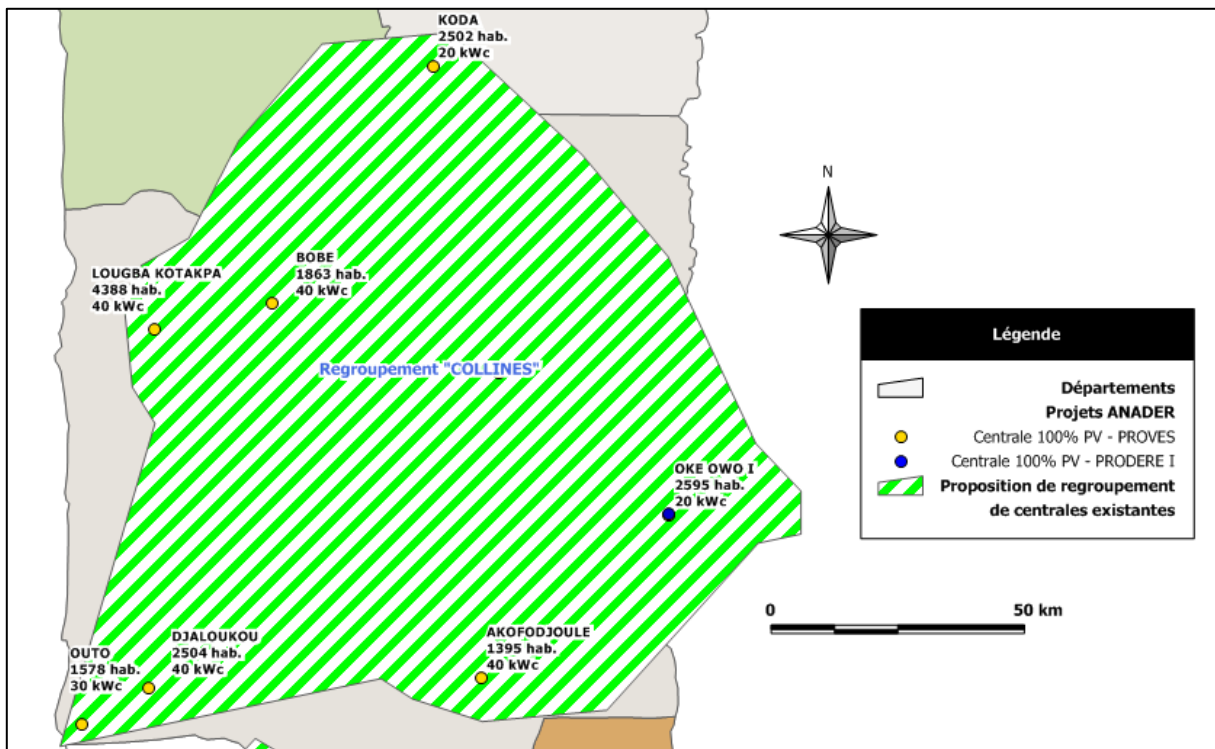 KODA
2502 hab.
20 kWc
N
LOUGBA KOTAKPA
4388 hab.
40 kWc
BOBE
1863 hab.
40 kWc
Regroupement "COLLINES"
OKE OWO I
2595 hab.
20 kWc
OUTO
1578 hab.
30 kWc
DJALOUKOU
2504 hab.
40 kWc
AKOFODJOULE
1395 hab.
40 kWc
Légende
Départements
Projets ANADER
Centrale 100% PV - PROVES
Centrale 100% PV - PRODERE I
Proposition de regroupement
de centrales existantes
0
50 km